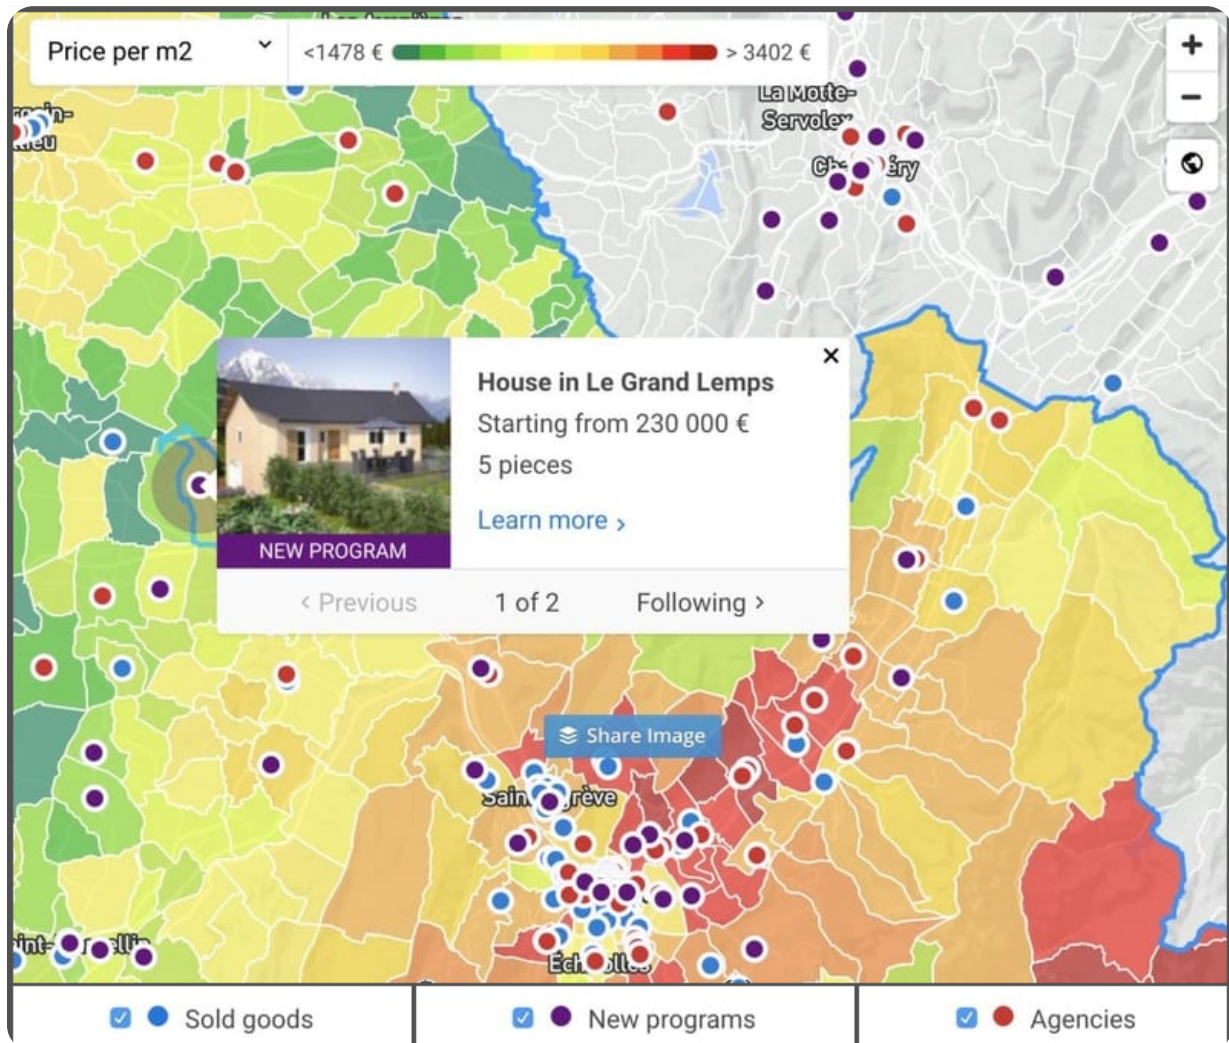 Price per m2
<1478 €
> 3402 €
La Motte-
Servolex
House in Le Grand Lemps
Starting from 230 000 €
5 pieces
Learn more ›
NEW PROGRAM
‹ Previous
1 of 2
Following ›
Share Image
Sold goods
New programs
Agencies